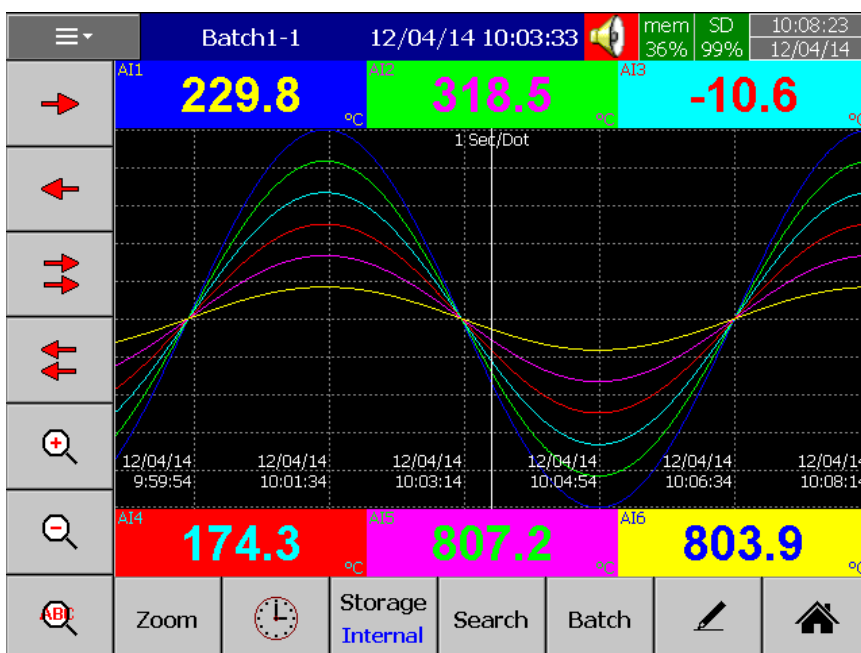 Batch1-1 12/04/14 10:03:33
mem SD 10:08:23
36% 99% 12/04/14
AI1 229.8 °C
AI2 318.5 °C
AI3 -10.6 °C
1 Sec/Dot
12/04/14 12/04/14 12/04/14 12/04/14 12/04/14 12/04/1
9:59:54 10:01:34 10:03:14 10:04:54 10:06:34 10:08:1
AI4 174.3 °C
AI5 807.2 °C
AI6 803.9 °C
ABC
Zoom
Storage
Internal
Search
Batch